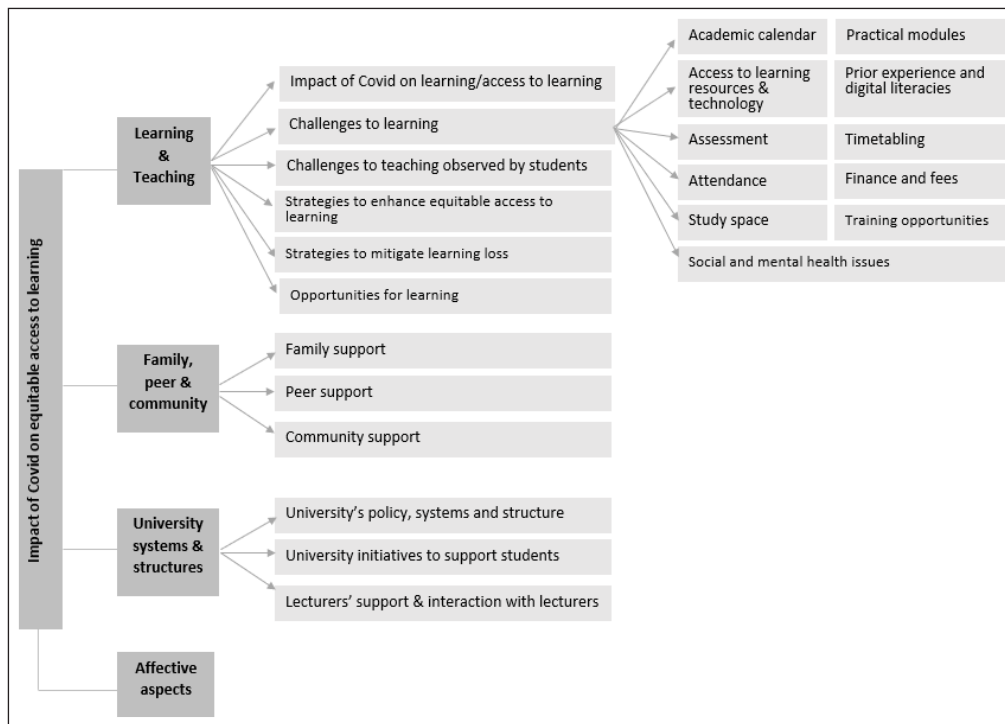 Impact of Covid on equitable access to learning
Learning
&
Teaching
Impact of Covid on learning/access to learning
Challenges to learning
Challenges to teaching observed by students
Strategies to enhance equitable access to
learning
Strategies to mitigate learning loss
Opportunities for learning
Academic calendar
Practical modules
Access to learning
resources &
technology
Prior experience and
digital literacies
Assessment
Timetabling
Attendance
Finance and fees
Study space
Training opportunities
Social and mental health issues
Family,
peer &
community
Family support
Peer support
Community support
University
systems &
structures
University’s policy, systems and structure
University initiatives to support students
Lecturers’ support & interaction with lecturers
Affective
aspects